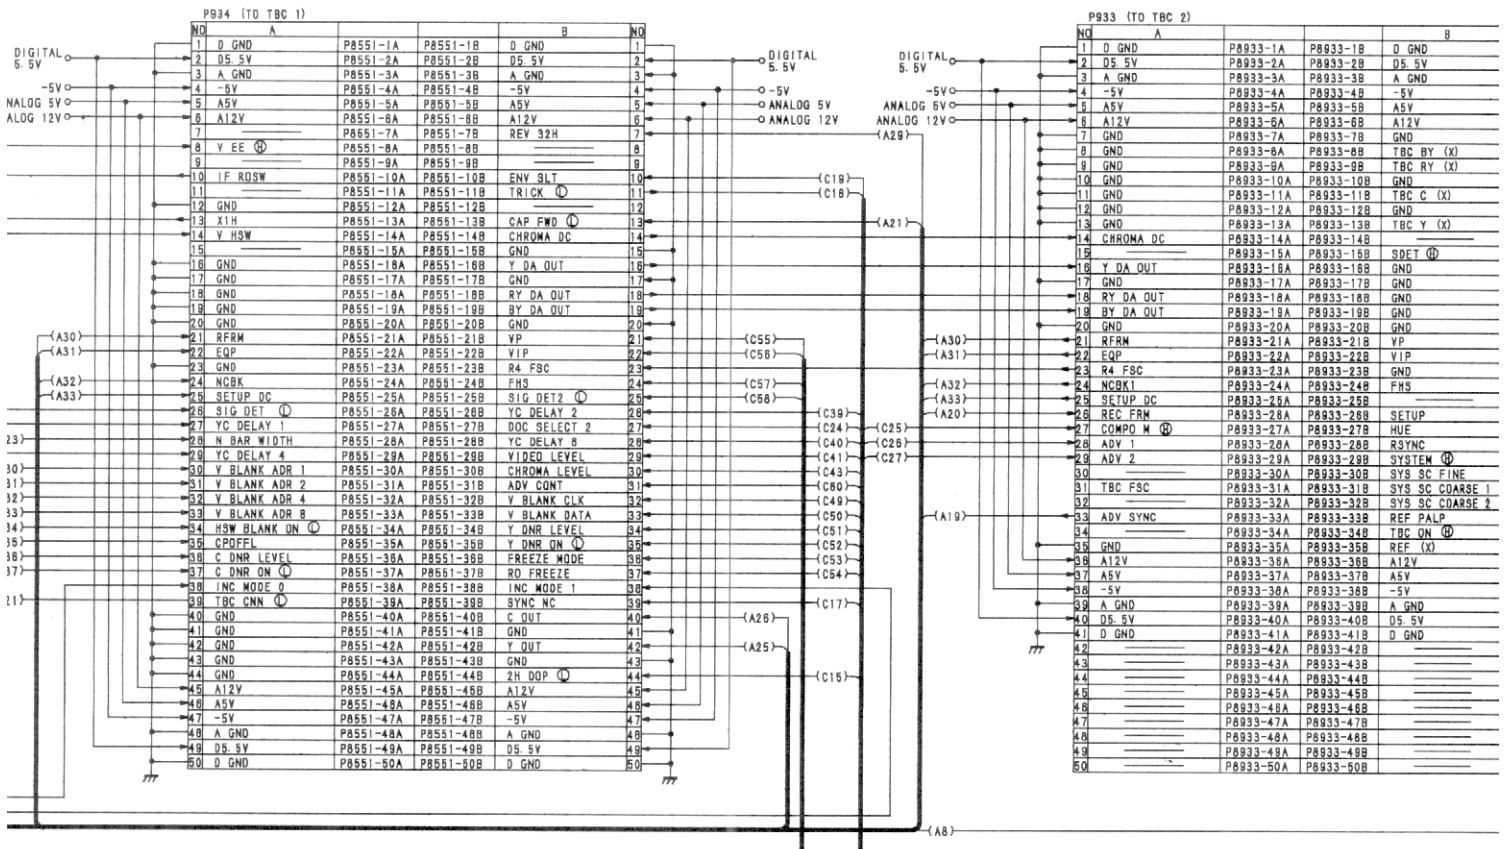 P934 (TO TBC 1)
NO A B NO
1 D GND P8551-1A P8551-1B D GND 1
2 D5.5V P8551-2A P8551-2B D5.5V 2
3 A GND P8551-3A P8551-3B A GND 3
4 -5V P8551-4A P8551-4B -5V 4
5 A5V P8551-5A P8551-5B A5V 5
6 A12V P8551-6A P8551-6B A12V 6
7 P8551-7A P8551-7B REV 32H 7
8 V EE Ⓗ P8551-8A P8551-8B 8
9 P8551-9A P8551-9B 9
10 IF RDSW P8551-10A P8551-10B ENV SLT 10
11 P8551-11A P8551-11B TRICK Ⓛ 11
12 GND P8551-12A P8551-12B 12
13 X1H P8551-13A P8551-13B CAP FWD Ⓛ 13
14 V HSW P8551-14A P8551-14B CHROMA DC 14
15 P8551-15A P8551-15B GND 15
16 GND P8551-16A P8551-16B Y DA OUT 16
17 GND P8551-17A P8551-17B GND 17
18 GND P8551-18A P8551-18B RY DA OUT 18
19 GND P8551-19A P8551-19B BY DA OUT 19
20 GND P8551-20A P8551-20B GND 20
21 RFRM P8551-21A P8551-21B VP 21
22 EQP P8551-22A P8551-22B VIP 22
23 GND P8551-23A P8551-23B R4 FSC 23
24 NCBK P8551-24A P8551-24B FHS 24
25 SETUP DC P8551-25A P8551-25B SIG DET2 Ⓛ 25
26 SIG DET Ⓛ P8551-26A P8551-26B YC DELAY 2 26
27 YC DELAY 1 P8551-27A P8551-27B DOC SELECT 2 27
28 N BAR WIDTH P8551-28A P8551-28B YC DELAY 8 28
29 YC DELAY 4 P8551-29A P8551-29B VIDEO LEVEL 29
30 V BLANK ADR 1 P8551-30A P8551-30B CHROMA LEVEL 30
31 V BLANK ADR 2 P8551-31A P8551-31B ADV CONT 31
32 V BLANK ADR 4 P8551-32A P8551-32B V BLANK CLK 32
33 V BLANK ADR 8 P8551-33A P8551-33B V BLANK DATA 33
34 HSW BLANK ON Ⓛ P8551-34A P8551-34B Y DNR LEVEL 34
35 CPOFFL P8551-35A P8551-35B Y DNR ON Ⓛ 35
36 C DNR LEVEL P8551-36A P8551-36B FREEZE MODE 36
37 C DNR ON Ⓛ P8551-37A P8551-37B RO FREEZE 37
38 INC MODE 0 P8551-38A P8551-38B INC MODE 1 38
39 TBC CNN Ⓛ P8551-39A P8551-39B SYNC NC 39
40 GND P8551-40A P8551-40B C OUT 40
41 GND P8551-41A P8551-41B GND 41
42 GND P8551-42A P8551-42B Y OUT 42
43 GND P8551-43A P8551-43B GND 43
44 GND P8551-44A P8551-44B 2H DOP Ⓛ 44
45 A12V P8551-45A P8551-45B A12V 45
46 A5V P8551-46A P8551-46B A5V 46
47 -5V P8551-47A P8551-47B -5V 47
48 A GND P8551-48A P8551-48B A GND 48
49 D5.5V P8551-49A P8551-49B D5.5V 49
50 D GND P8551-50A P8551-50B D GND 50
DIGITAL
5.5V
-5V
NALOG 5V
ALOG 12V
(A30)
(A31)
(A32)
(A33)
23)
30)
31)
32)
33)
34)
35)
36)
37)
21)
DIGITAL
5.5V
-5V
ANALOG 5V
ANALOG 12V
(C19)
(C18)
(C55)
(C56)
(C57)
(C58)
(C39)
(C24)
(C40)
(C41)
(C43)
(C60)
(C49)
(C50)
(C51)
(C52)
(C53)
(C54)
(C17)
(A26)
(A25)
(C15)
DIGITAL
5.5V
-5V
ANALOG 5V
ANALOG 12V
(A29)
(A21)
(A30)
(A31)
(A32)
(A33)
(A20)
(C25)
(C26)
(C27)
(A19)
(A8)
P933 (TO TBC 2)
NO A B
1 D GND P8933-1A P8933-1B D GND
2 D5.5V P8933-2A P8933-2B D5.5V
3 A GND P8933-3A P8933-3B A GND
4 -5V P8933-4A P8933-4B -5V
5 A5V P8933-5A P8933-5B A5V
6 A12V P8933-6A P8933-6B A12V
7 GND P8933-7A P8933-7B GND
8 GND P8933-8A P8933-8B TBC BY (X)
9 GND P8933-9A P8933-9B TBC RY (X)
10 GND P8933-10A P8933-10B GND
11 GND P8933-11A P8933-11B TBC C (X)
12 GND P8933-12A P8933-12B GND
13 GND P8933-13A P8933-13B TBC Y (X)
14 CHROMA DC P8933-14A P8933-14B
15 P8933-15A P8933-15B SDET Ⓗ
16 Y DA OUT P8933-16A P8933-16B GND
17 GND P8933-17A P8933-17B GND
18 RY DA OUT P8933-18A P8933-18B GND
19 BY DA OUT P8933-19A P8933-19B GND
20 GND P8933-20A P8933-20B GND
21 RFRM P8933-21A P8933-21B VP
22 EQP P8933-22A P8933-22B VIP
23 R4 FSC P8933-23A P8933-23B GND
24 NCBK1 P8933-24A P8933-24B FHS
25 SETUP DC P8933-25A P8933-25B
26 REC FRM P8933-26A P8933-26B SETUP
27 COMPO M Ⓗ P8933-27A P8933-27B HUE
28 ADV 1 P8933-28A P8933-28B RSYNC
29 ADV 2 P8933-29A P8933-29B SYSTEM Ⓗ
30 P8933-30A P8933-30B SYS SC FINE
31 TBC FSC P8933-31A P8933-31B SYS SC COARSE 1
32 P8933-32A P8933-32B SYS SC COARSE 2
33 ADV SYNC P8933-33A P8933-33B REF PALP
34 P8933-34A P8933-34B TBC ON Ⓗ
35 GND P8933-35A P8933-35B REF (X)
36 A12V P8933-36A P8933-36B A12V
37 A5V P8933-37A P8933-37B A5V
38 -5V P8933-38A P8933-38B -5V
39 A GND P8933-39A P8933-39B A GND
40 D5.5V P8933-40A P8933-40B D5.5V
41 D GND P8933-41A P8933-41B D GND
42 P8933-42A P8933-42B
43 P8933-43A P8933-43B
44 P8933-44A P8933-44B
45 P8933-45A P8933-45B
46 P8933-46A P8933-46B
47 P8933-47A P8933-47B
48 P8933-48A P8933-48B
49 P8933-49A P8933-49B
50 P8933-50A P8933-50B